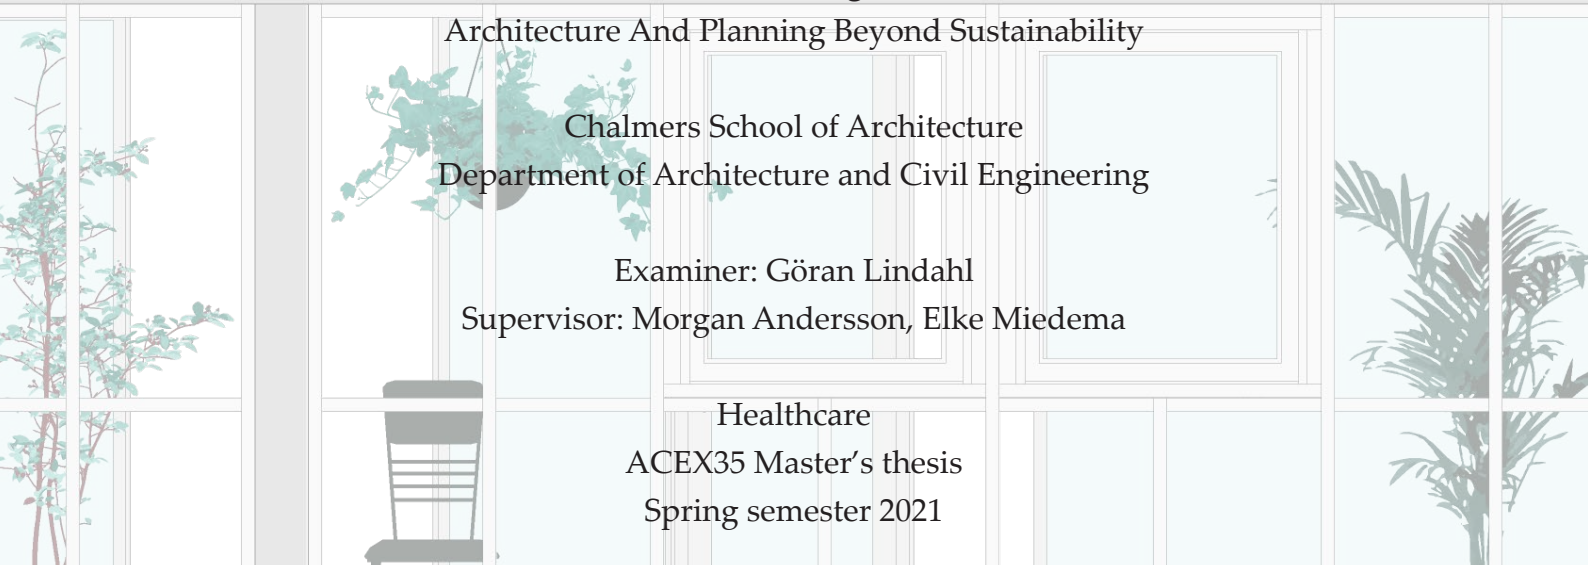 Architecture And Planning Beyond Sustainability
Chalmers School of Architecture
Department of Architecture and Civil Engineering
Examiner: Göran Lindahl
Supervisor: Morgan Andersson, Elke Miedema
Healthcare
ACEX35 Master’s thesis
Spring semester 2021